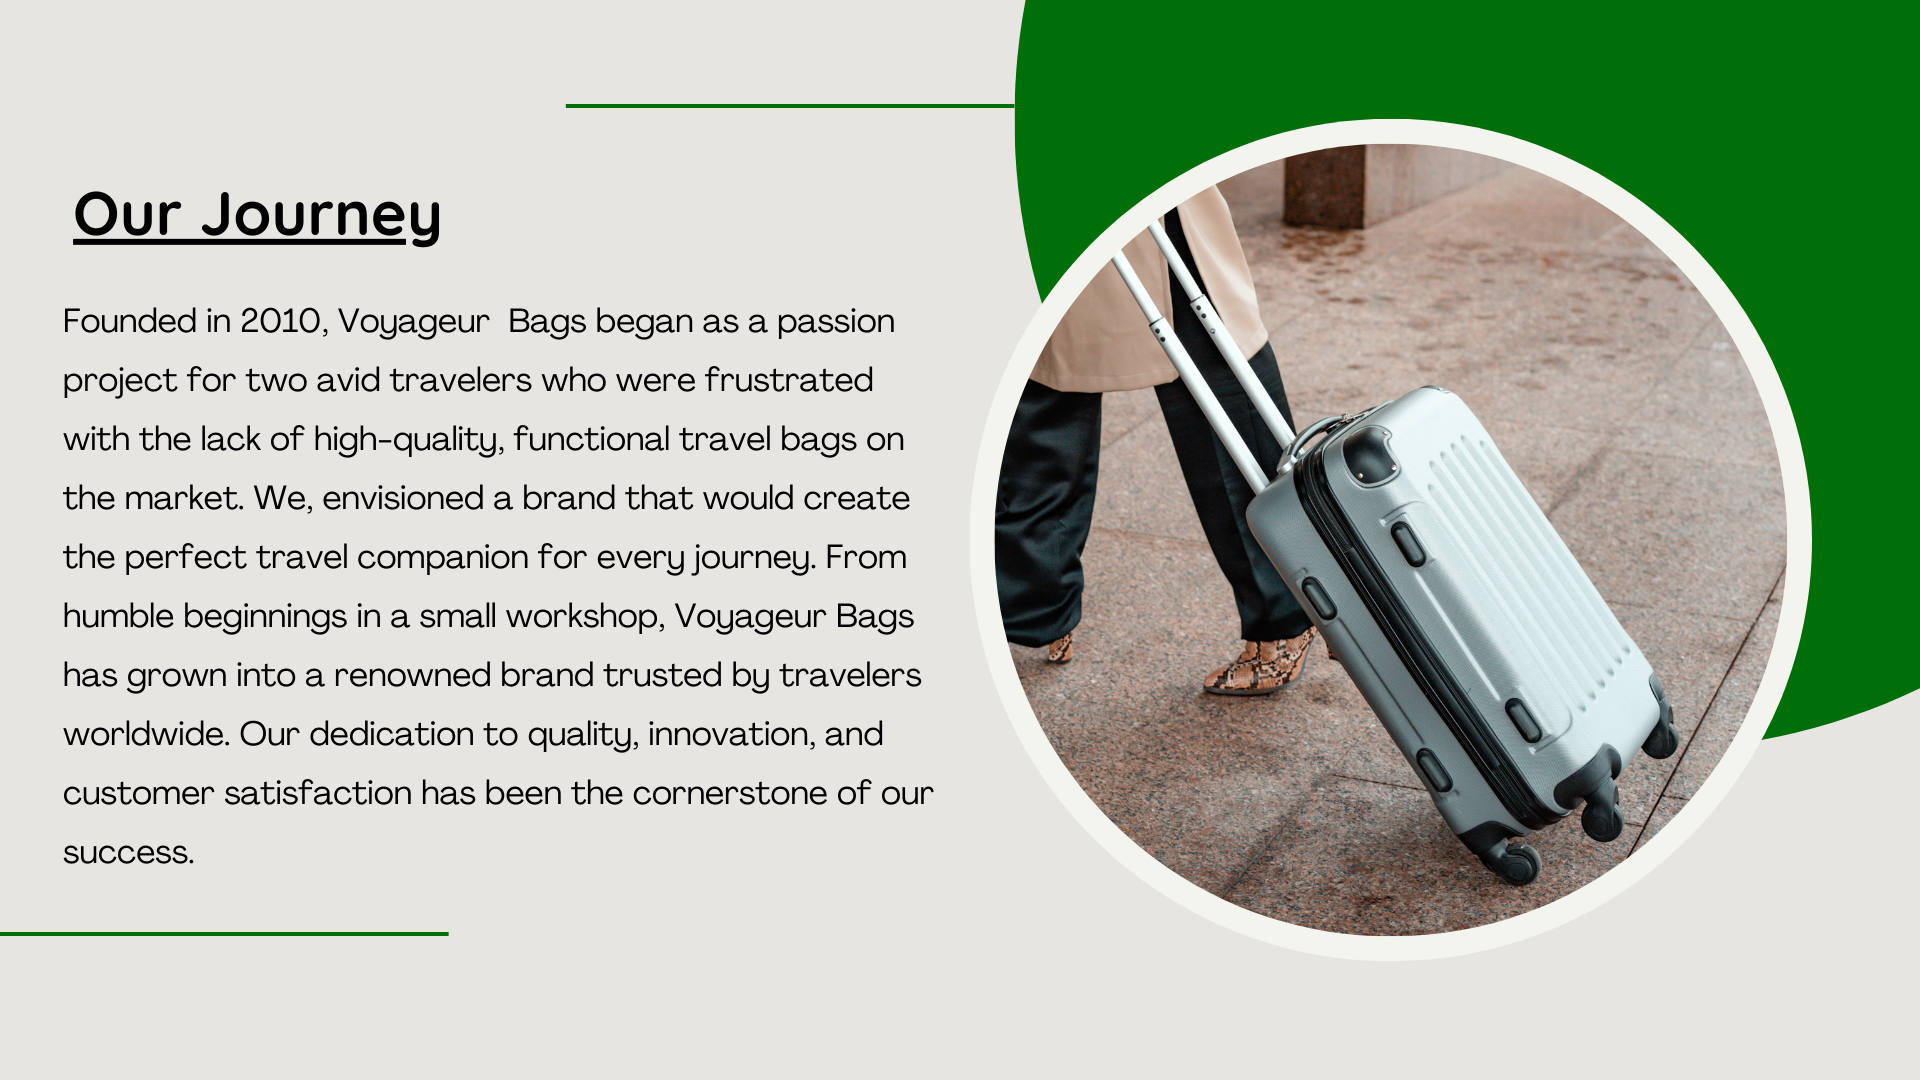 Our Journey
Founded in 2010, Voyageur  Bags began as a passion
project for two avid travelers who were frustrated
with the lack of high-quality, functional travel bags on
the market. We, envisioned a brand that would create
the perfect travel companion for every journey. From
humble beginnings in a small workshop, Voyageur Bags
has grown into a renowned brand trusted by travelers
worldwide. Our dedication to quality, innovation, and
customer satisfaction has been the cornerstone of our
success.